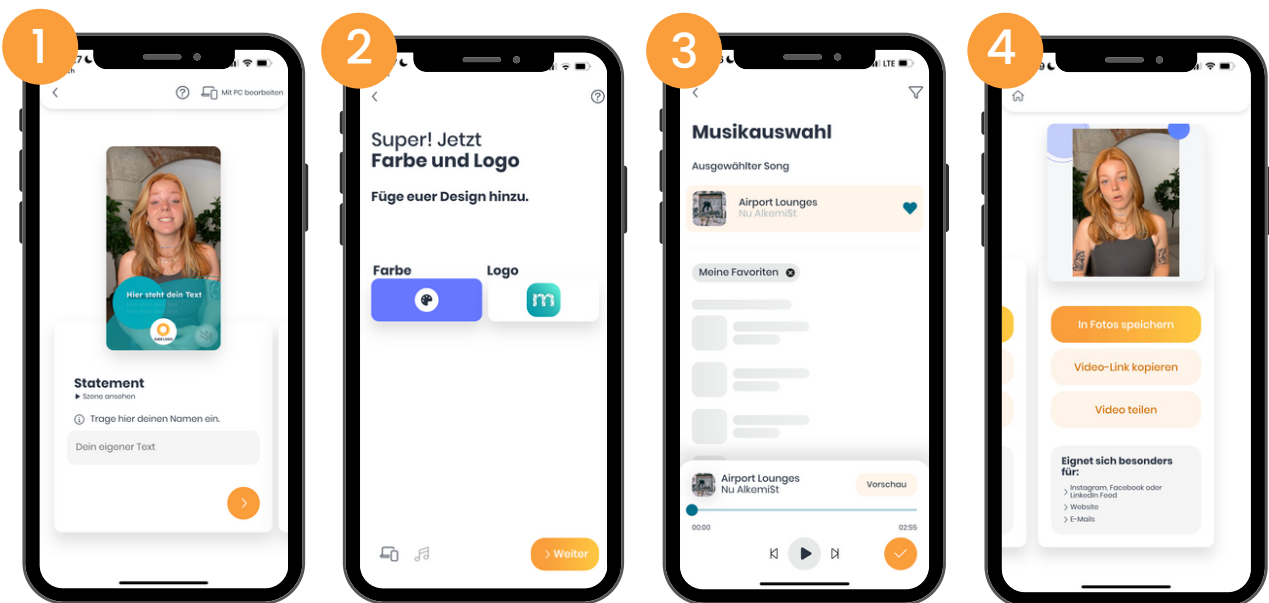 1
Mit PC bearbeiten
Hier steht dein Text
EUER LOGO
Statement
Szene ansehen
Trage hier deinen Namen ein.
Dein eigener Text
2
Super! Jetzt
Farbe und Logo
Füge euer Design hinzu.
Farbe
Logo
m
Weiter
3
LTE
Musikauswahl
Ausgewählter Song
Airport Lounges
Nu Alkemi$t
Meine Favoriten
Airport Lounges
Nu Alkemi$t
Vorschau
00:00
02:55
4
In Fotos speichern
Video-Link kopieren
Video teilen
Eignet sich besonders
für:
Instagram, Facebook oder
LinkedIn Feed
Website
E-Mails